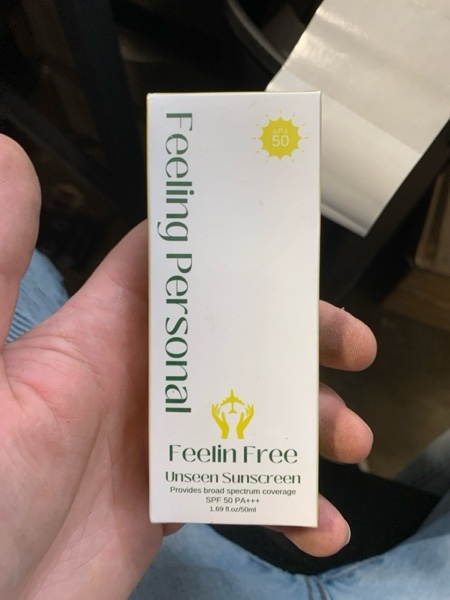 Feeling Personal
SPF
50
Feelin Free
Unseen Sunscreen
Provides broad spectrum coverage
SPF 50 PA+++
1.69 fl.oz/50ml